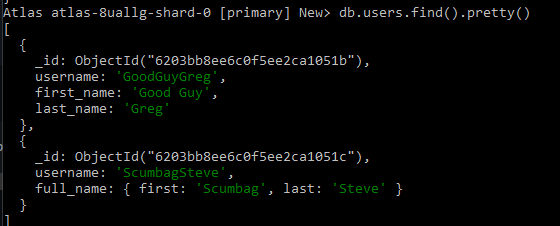 Atlas atlas-8uallg-shard-0 [primary] New> db.users.find().pretty()
[
  {
    _id: ObjectId("6203bb8ee6c0f5ee2ca1051b"),
    username: 'GoodGuyGreg',
    first_name: 'Good Guy',
    last_name: 'Greg'
  },
  {
    _id: ObjectId("6203bb8ee6c0f5ee2ca1051c"),
    username: 'ScumbagSteve',
    full_name: { first: 'Scumbag', last: 'Steve' }
  }
]